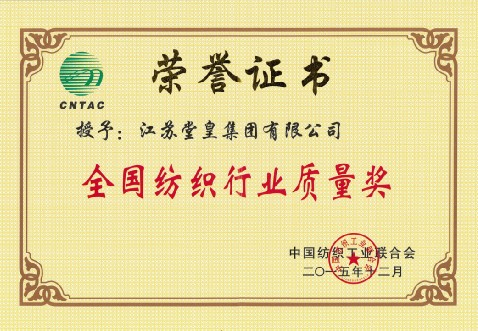 荣誉证书
CNTAC
授予：江苏堂皇集团有限公司
全国纺织行业质量奖
中国纺织工业联合会
二〇一五年十二月